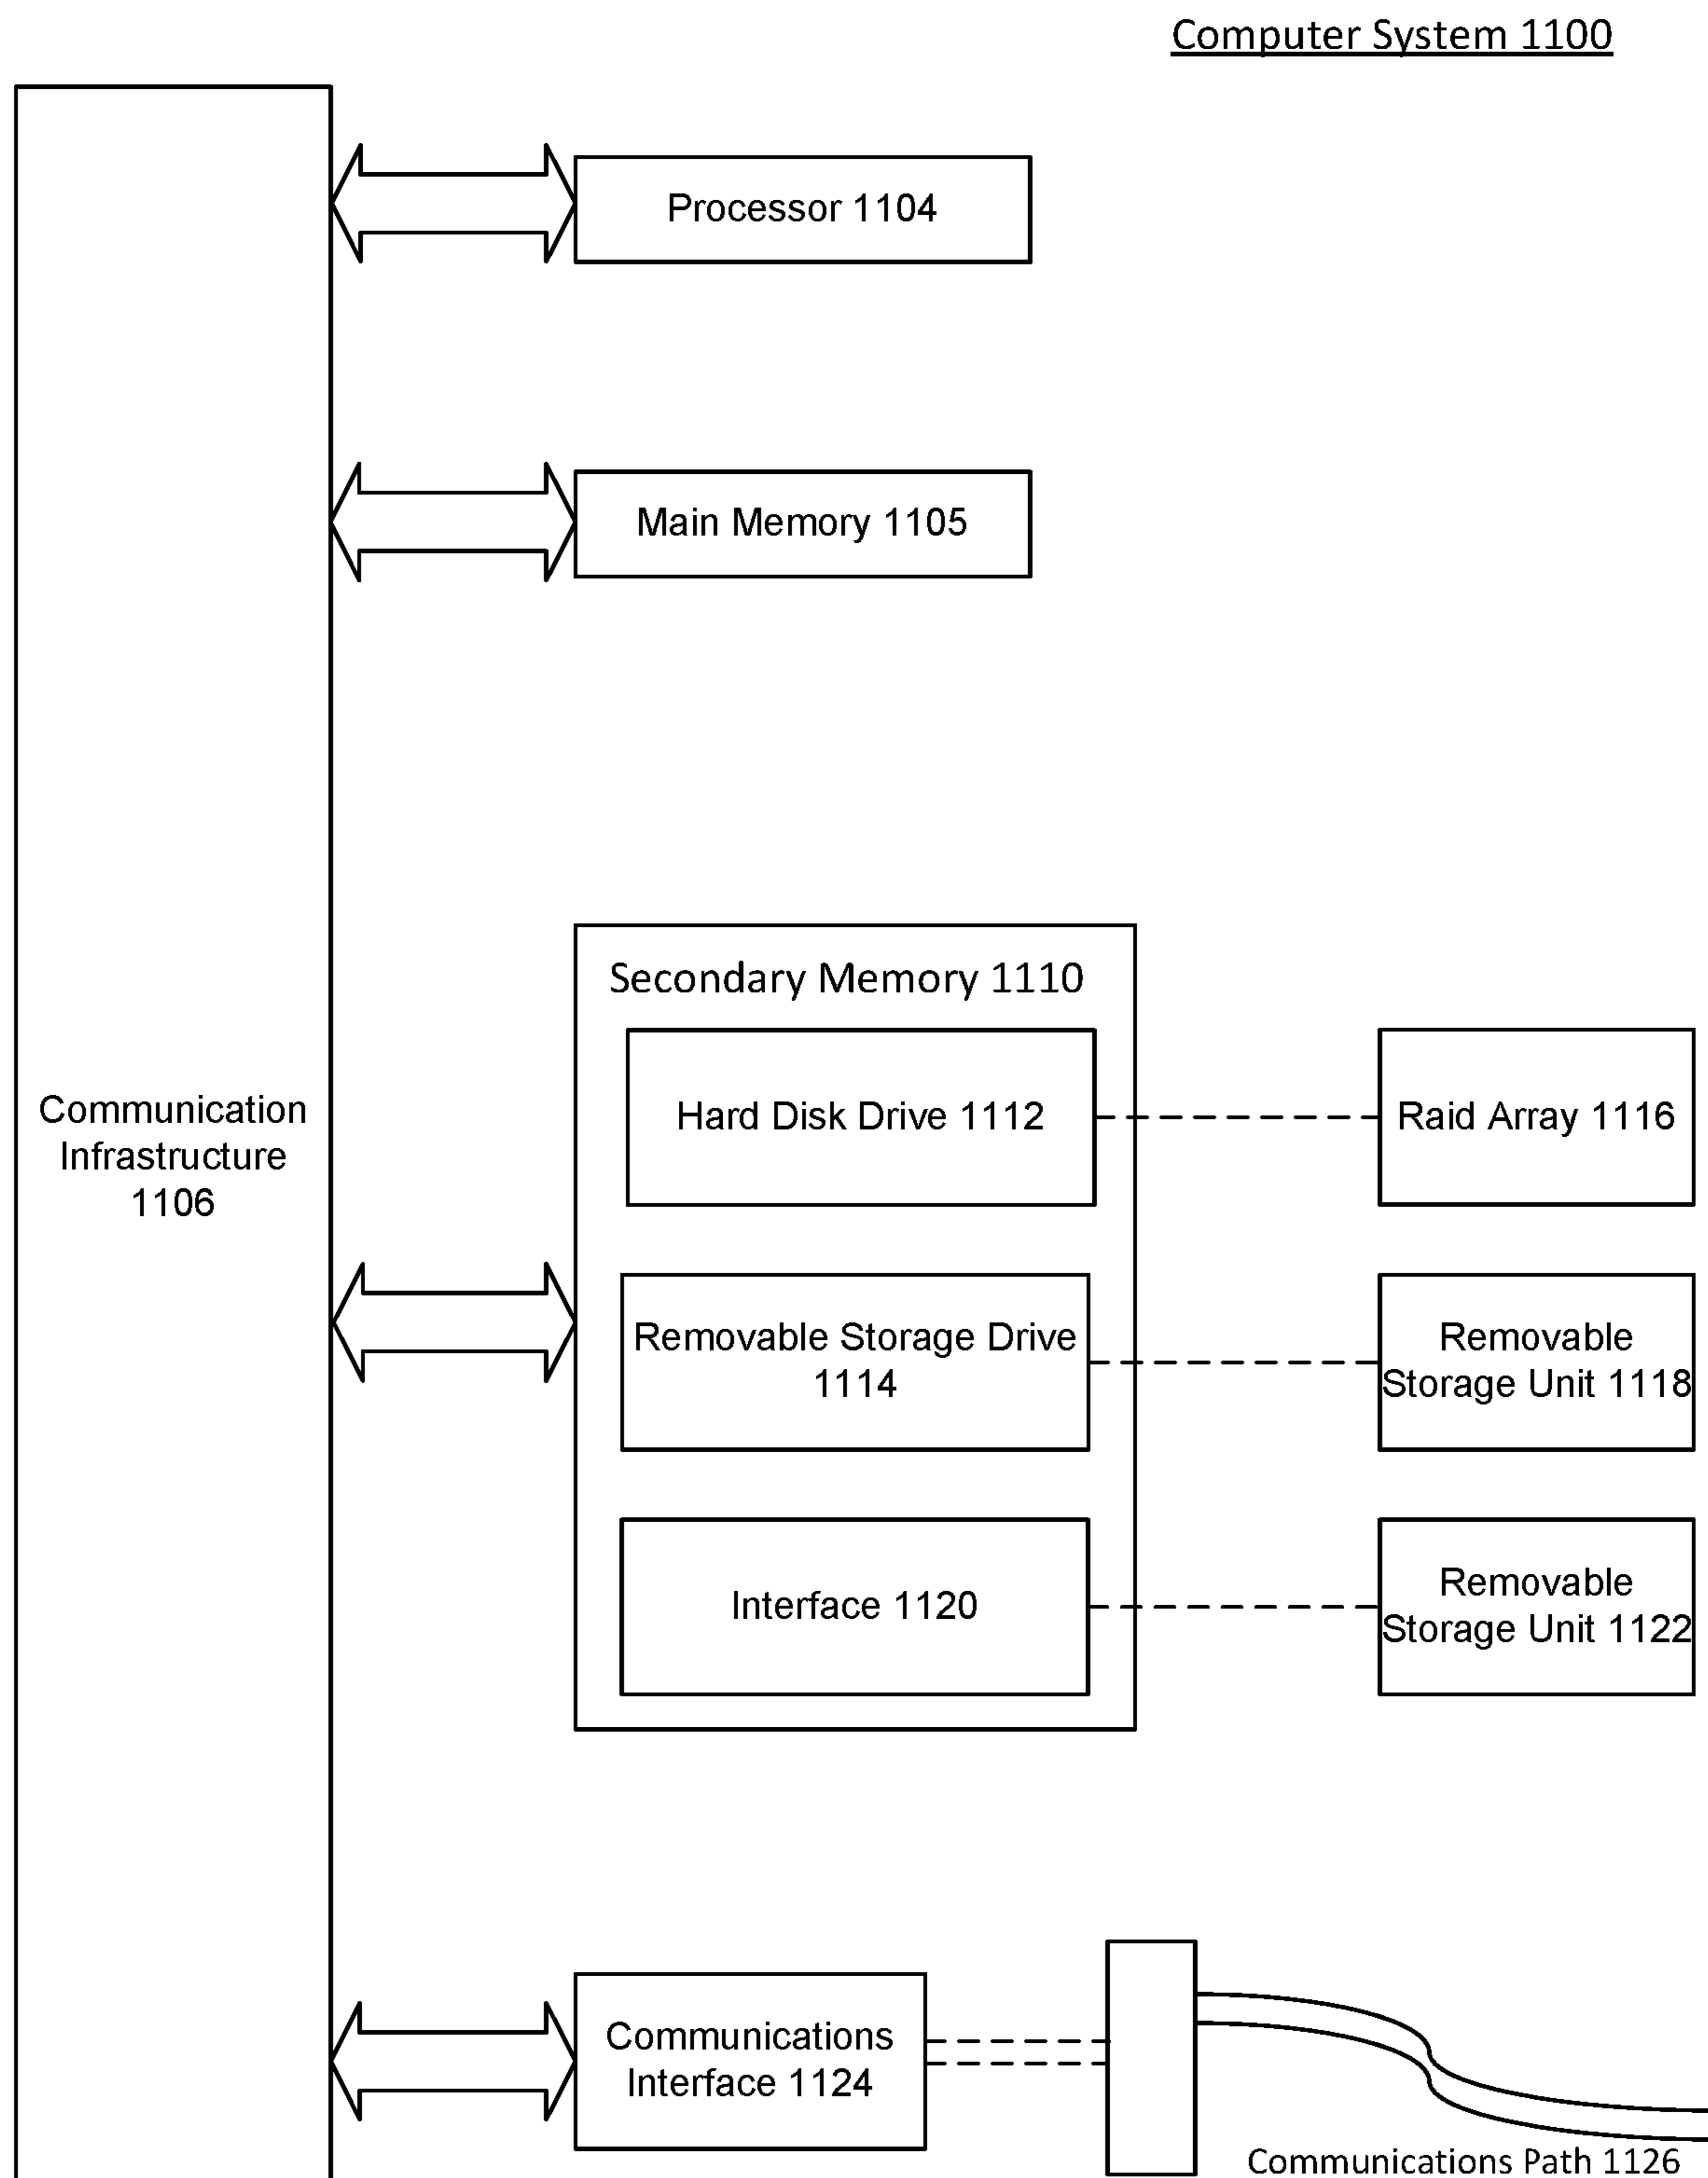 Computer System 1100
Processor 1104
Main Memory 1105
Communication
Infrastructure
1106
Secondary Memory 1110
Hard Disk Drive 1112
Raid Array 1116
Removable Storage Drive
1114
Removable
Storage Unit 1118
Interface 1120
Removable
Storage Unit 1122
Communications
Interface 1124
Communications Path 1126